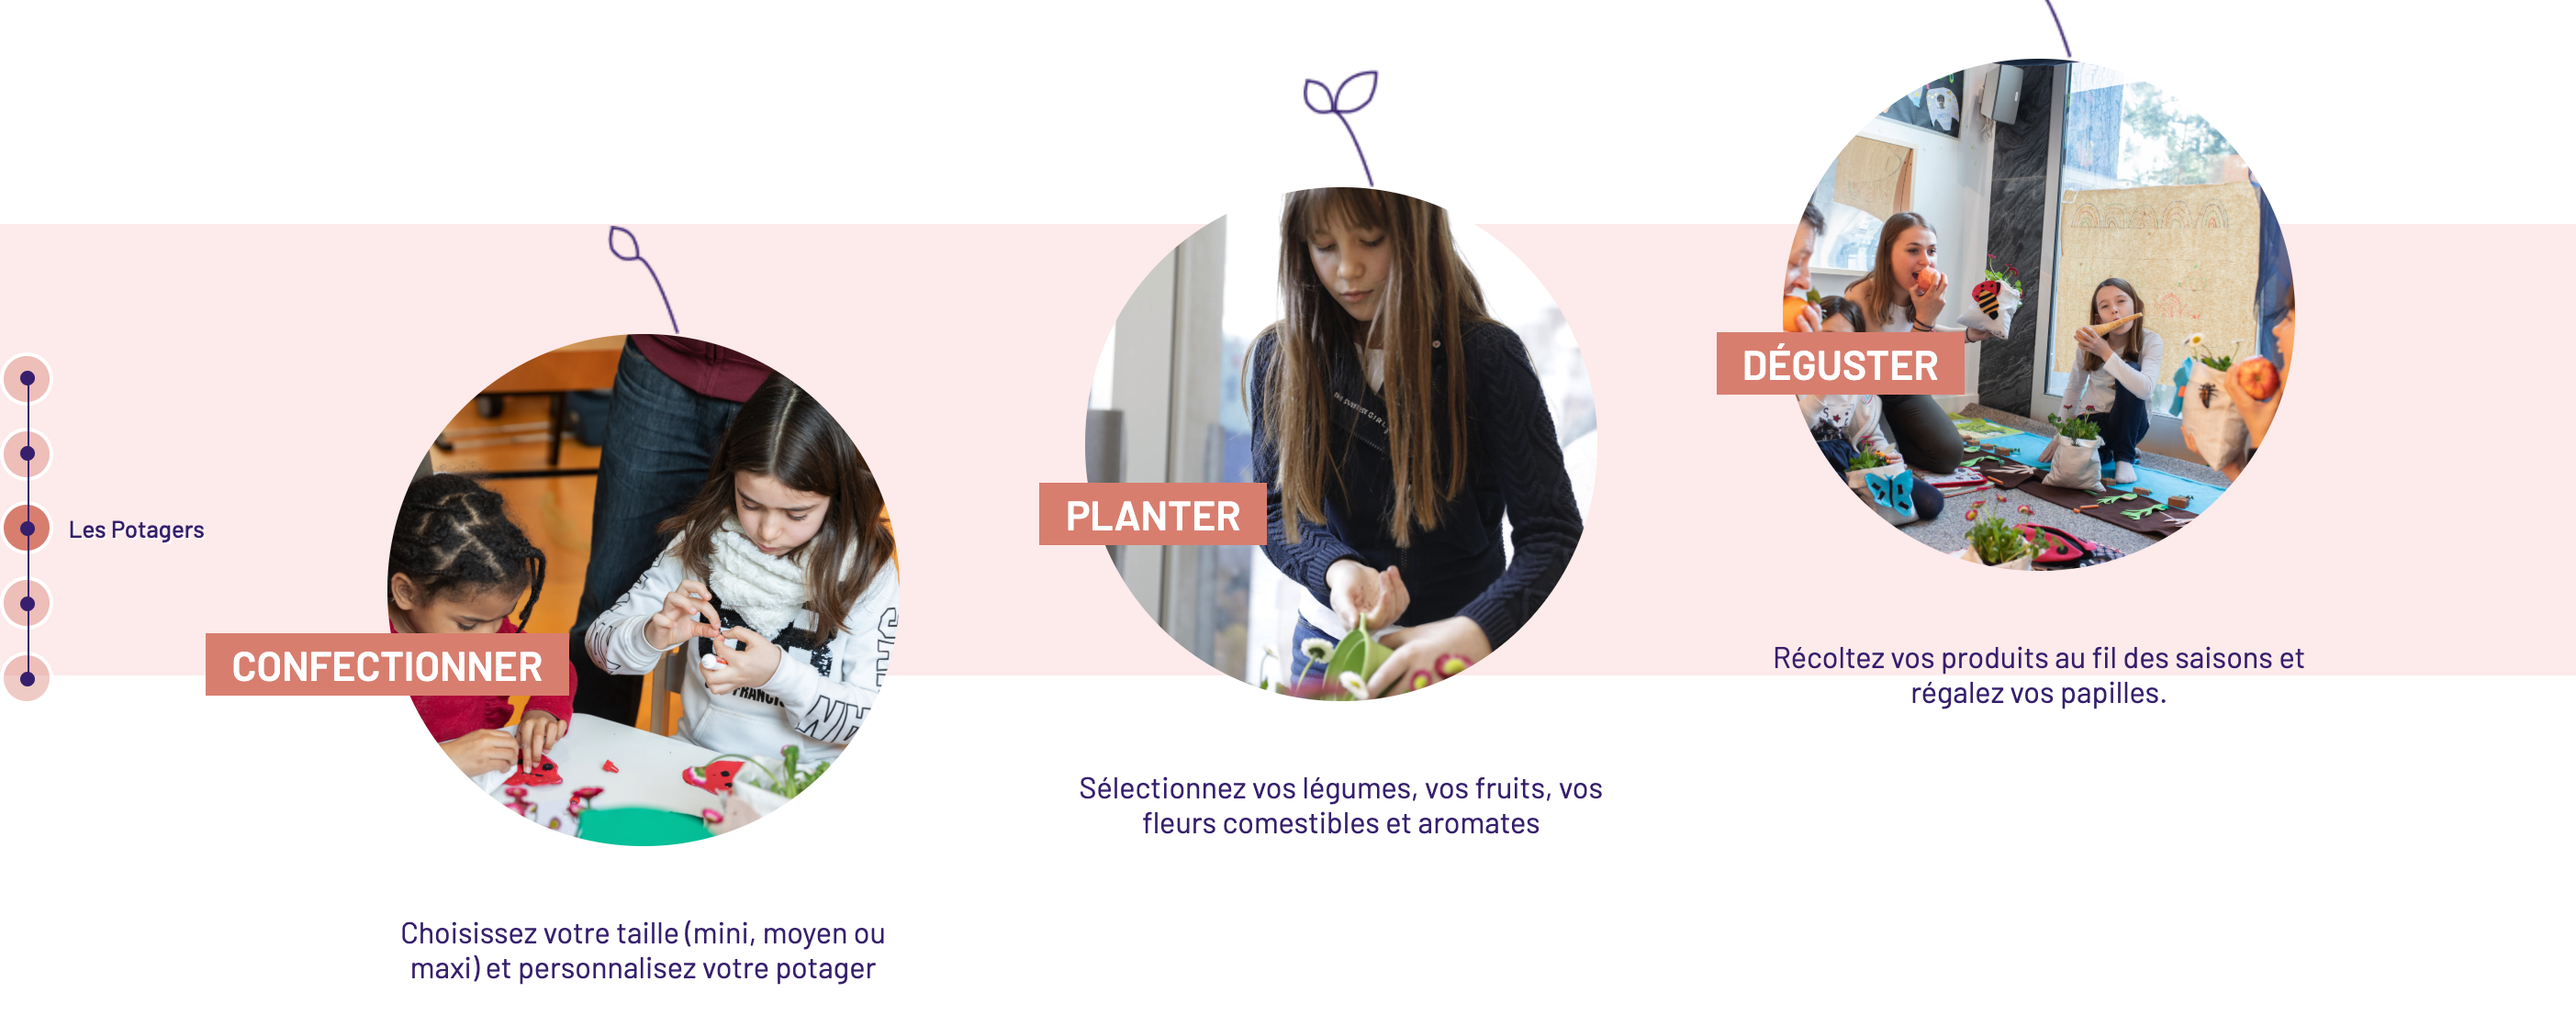 Les Potagers
CONFECTIONNER
Choisissez votre taille (mini, moyen ou
maxi) et personnalisez votre potager
PLANTER
Sélectionnez vos légumes, vos fruits, vos
fleurs comestibles et aromates
DÉGUSTER
Récoltez vos produits au fil des saisons et
régalez vos papilles.